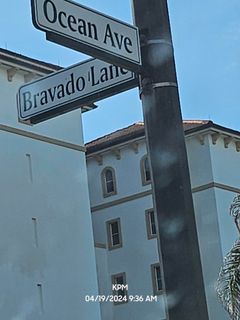 Ocean Ave
Bravado Lane
KPM
04/19/2024 9:36 AM